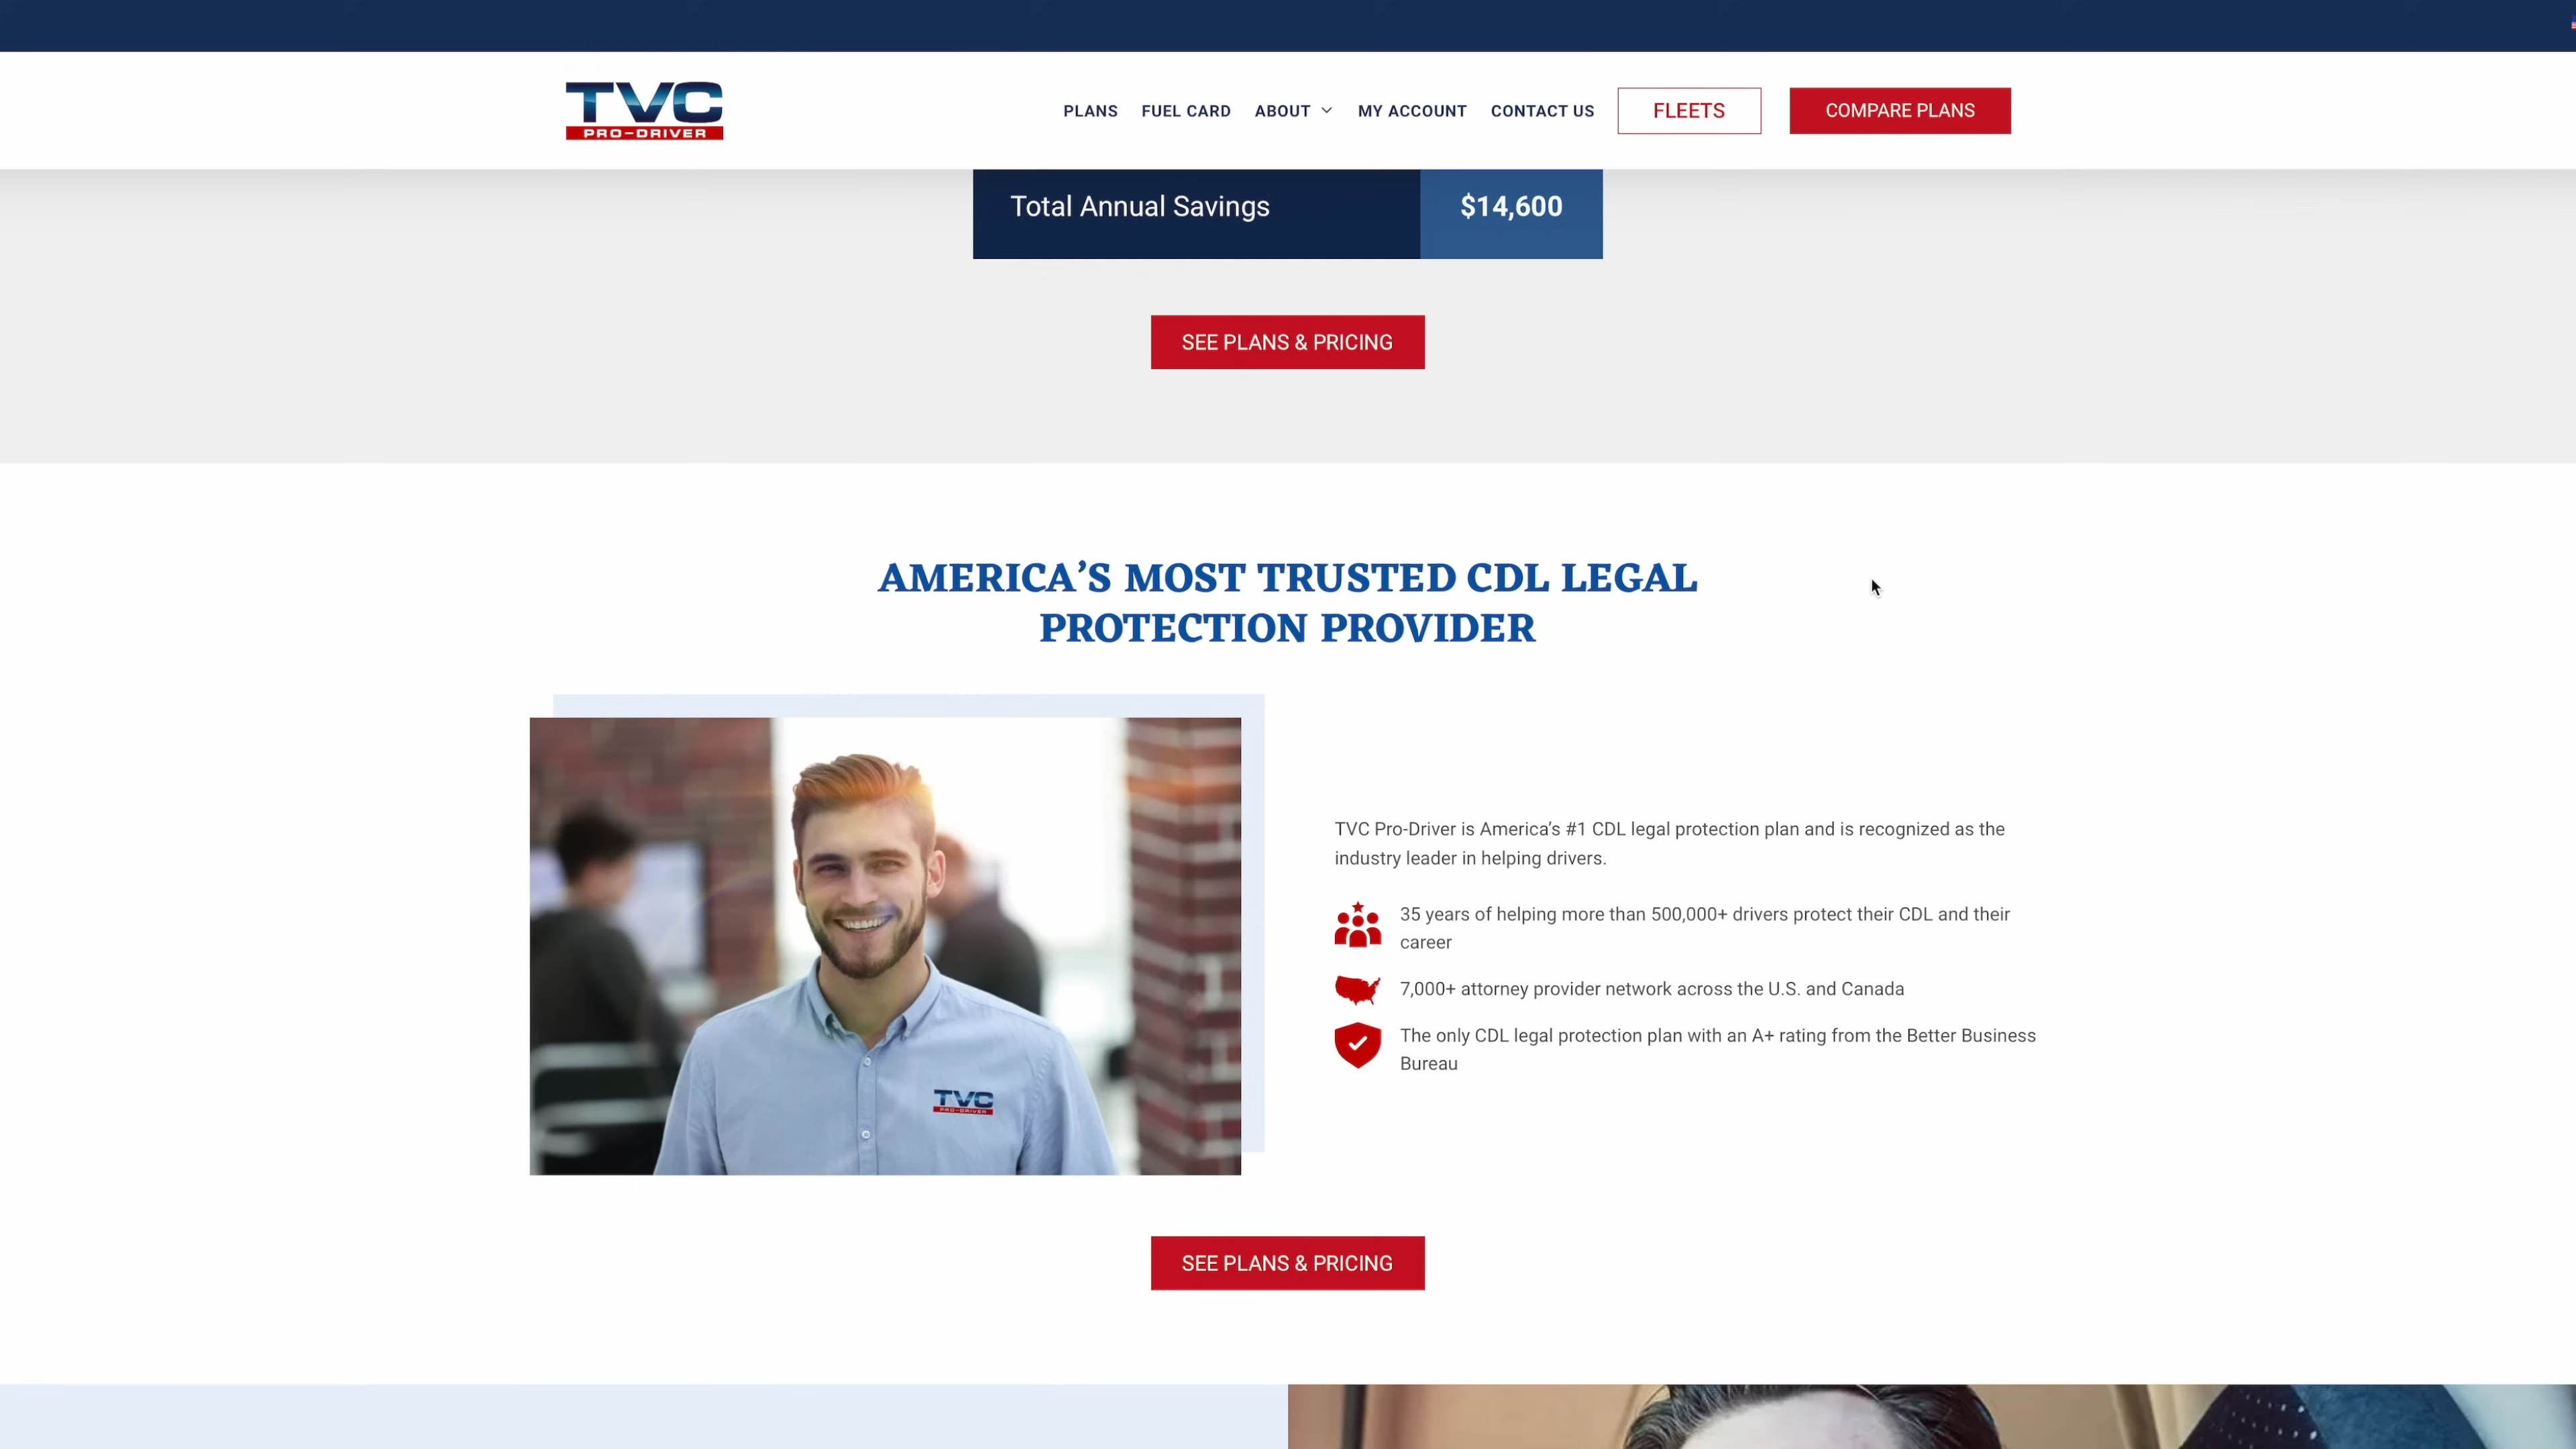 TVC
PRO-DRIVER
PLANS
FUEL CARD
ABOUT
MY ACCOUNT
CONTACT US
FLEETS
COMPARE PLANS
Total Annual Savings
$14,600
SEE PLANS & PRICING
AMERICA’S MOST TRUSTED CDL LEGAL
PROTECTION PROVIDER
TVC Pro-Driver is America’s #1 CDL legal protection plan and is recognized as the
industry leader in helping drivers.
35 years of helping more than 500,000+ drivers protect their CDL and their
career
7,000+ attorney provider network across the U.S. and Canada
The only CDL legal protection plan with an A+ rating from the Better Business
Bureau
TVC
PRO-DRIVER
SEE PLANS & PRICING